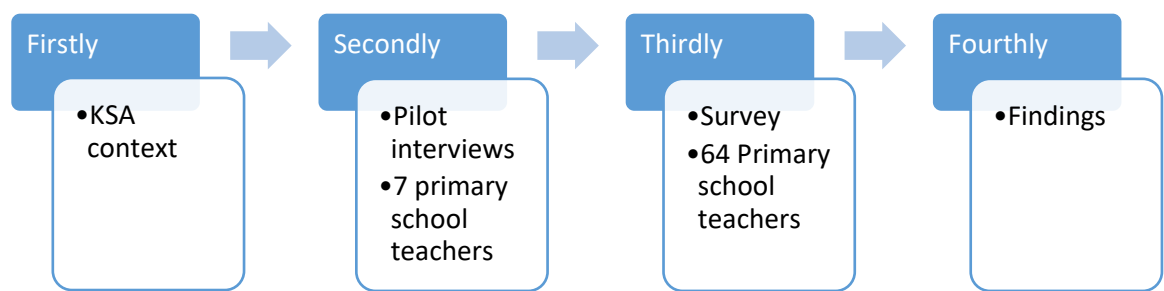 Firstly
•KSA
context
Secondly
•Pilot
interviews
•7 primary
school
teachers
Thirdly
•Survey
•64 Primary
school
teachers
Fourthly
•Findings